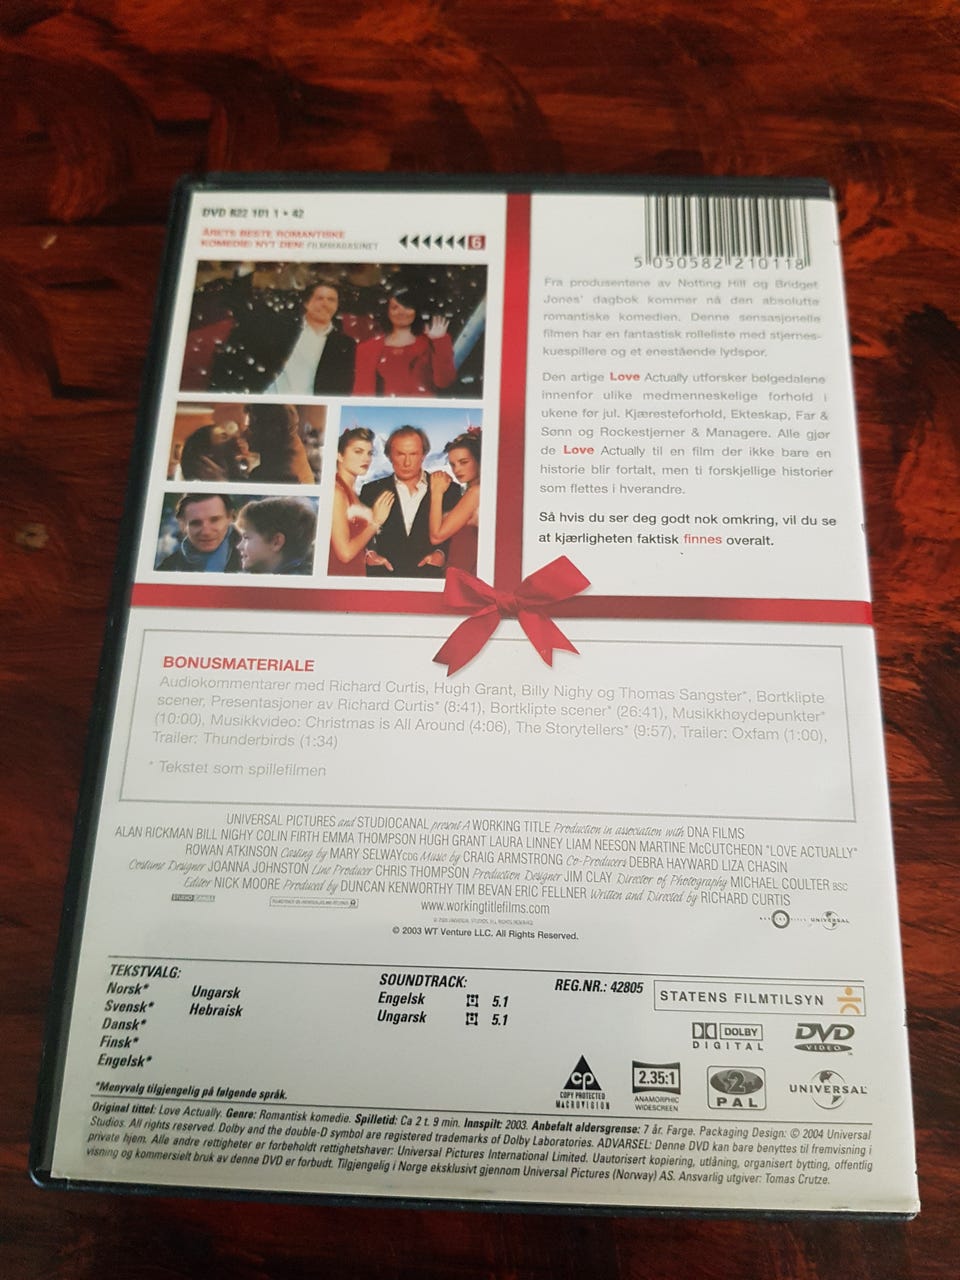 DVD 822 101 1 • 42
ÅRETS BESTE ROMANTISKE
KOMEDIE! NYT DEN! FILMMAGASINET
6
5 050582 210118
Fra produsentene av Notting Hill og Bridget
Jones' dagbok kommer nå den absolutte
romantiske komedien. Denne sensasjonelle
filmen har en fantastisk rolleliste med stjernes-
kuespillere og et enestående lydspor.
Den artige Love Actually utforsker bølgedalene
innenfor ulike medmenneskelige forhold i
ukene før jul. Kjæresteforhold, Ekteskap, Far &
Sønn og Rockestjerner & Managere. Alle gjør
de Love Actually til en film der ikke bare en
historie blir fortalt, men ti forskjellige historier
som flettes i hverandre.
Så hvis du ser deg godt nok omkring, vil du se
at kjærligheten faktisk finnes overalt.
BONUSMATERIALE
Audiokommentarer med Richard Curtis, Hugh Grant, Billy Nighy og Thomas Sangster*, Bortklipte
scener, Presentasjoner av Richard Curtis* (8:41), Bortklipte scener* (26:41), Musikkhøydepunkter*
(10:00), Musikkvideo: Christmas is All Around (4:06), The Storytellers* (9:57), Trailer: Oxfam (1:00),
Trailer: Thunderbirds (1:34)
* Tekstet som spillefilmen
UNIVERSAL PICTURES and STUDIOCANAL present A WORKING TITLE Production in association with DNA FILMS
ALAN RICKMAN BILL NIGHY COLIN FIRTH EMMA THOMPSON HUGH GRANT LAURA LINNEY LIAM NEESON MARTINE McCUTCHEON "LOVE ACTUALLY"
ROWAN ATKINSON Casting by MARY SELWAY CDG Music by CRAIG ARMSTRONG Co-Producers DEBRA HAYWARD LIZA CHASIN
Costume Designer JOANNA JOHNSTON Line Producer CHRIS THOMPSON Production Designer JIM CLAY Director of Photography MICHAEL COULTER BSC
Editor NICK MOORE Produced by DUNCAN KENWORTHY TIM BEVAN ERIC FELLNER Written and Directed by RICHARD CURTIS
STUDIO CANAL
www.workingtitlefilms.com
UNIVERSAL
© 2003 WT Venture LLC. All Rights Reserved.
TEKSTVALG:
Norsk*
Svensk*
Dansk*
Finsk*
Engelsk*
Ungarsk
Hebraisk
*Menyvalg tilgjengelig på følgende språk.
SOUNDTRACK:
Engelsk 5.1
Ungarsk 5.1
REG.NR.: 42805
STATENS FILMTILSYN
DOLBY
DIGITAL
DVD
VIDEO
CP
COPY PROTECTED
MACROVISION
2.35:1
ANAMORPHIC
WIDESCREEN
2
PAL
UNIVERSAL
Original tittel: Love Actually. Genre: Romantisk komedie. Spilletid: Ca 2 t. 9 min. Innspilt: 2003. Anbefalt aldersgrense: 7 år. Farge. Packaging Design: © 2004 Universal
Studios. All rights reserved. Dolby and the double-D symbol are registered trademarks of Dolby Laboratories. ADVARSEL: Denne DVD kan bare benyttes til fremvisning i
private hjem. Alle andre rettigheter er forbeholdt rettighetshaver: Universal Pictures International Limited. Uautorisert kopiering, utlåning, organisert bytting, offentlig
visning og kommersielt bruk av denne DVD er forbudt. Tilgjengelig i Norge eksklusivt gjennom Universal Pictures (Norway) AS. Ansvarlig utgiver: Tomas Crutze.